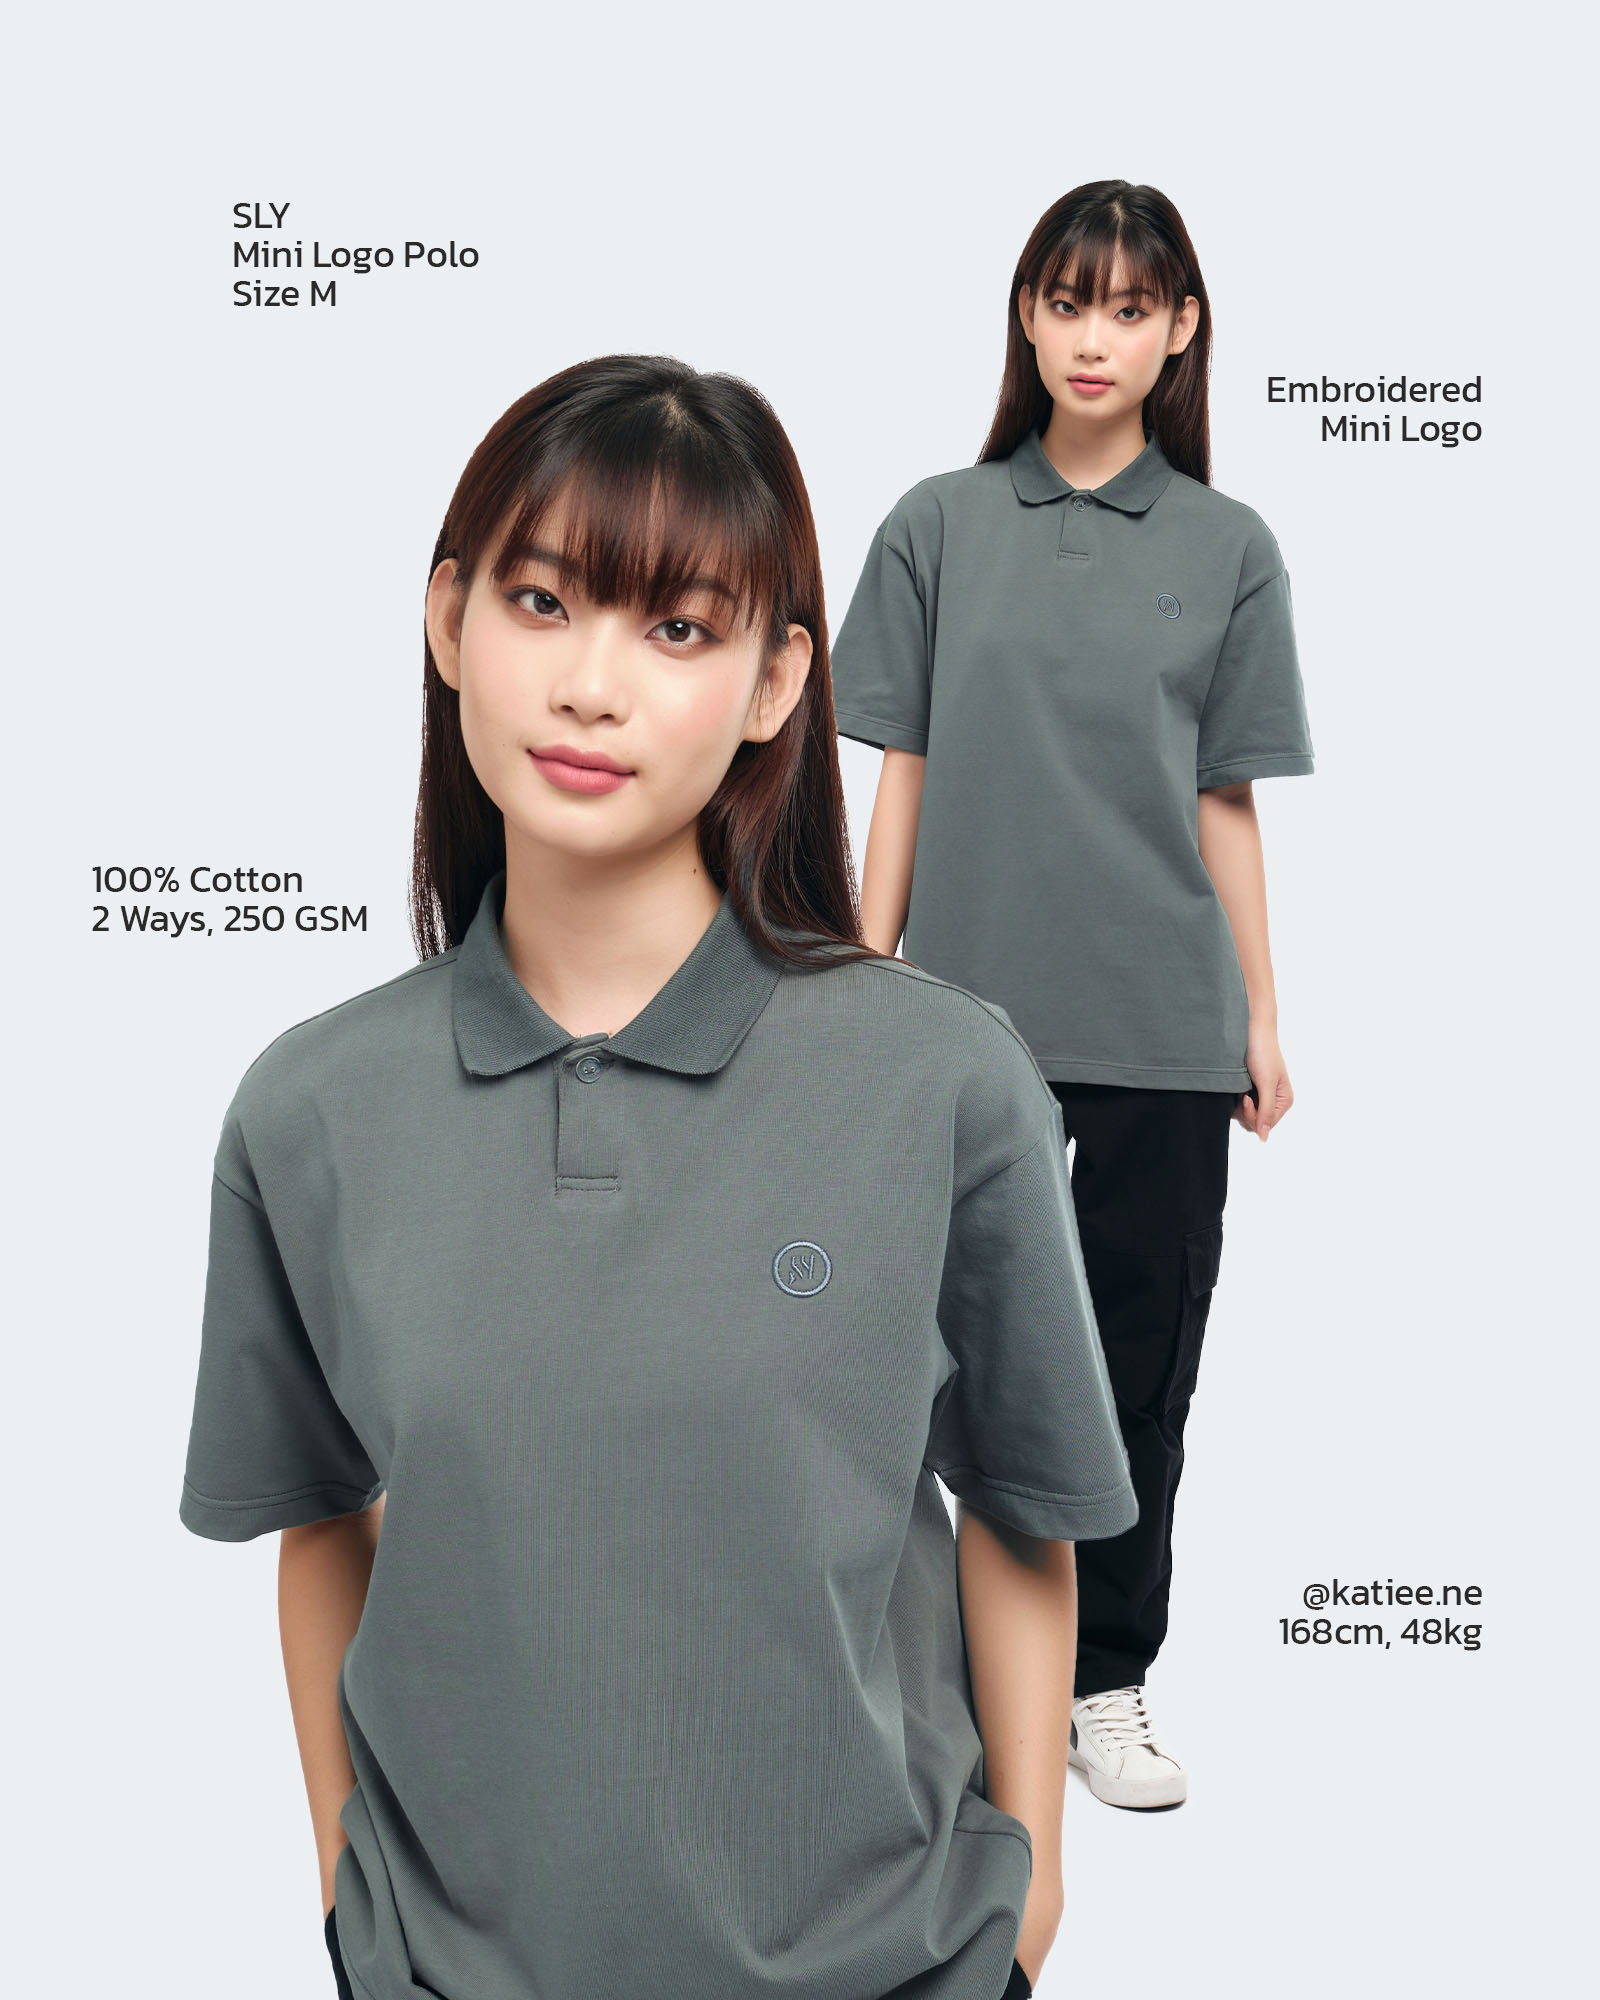 SLY
Mini Logo Polo
Size M
Embroidered
Mini Logo
100% Cotton
2 Ways, 250 GSM
@katiee.ne
168cm, 48kg